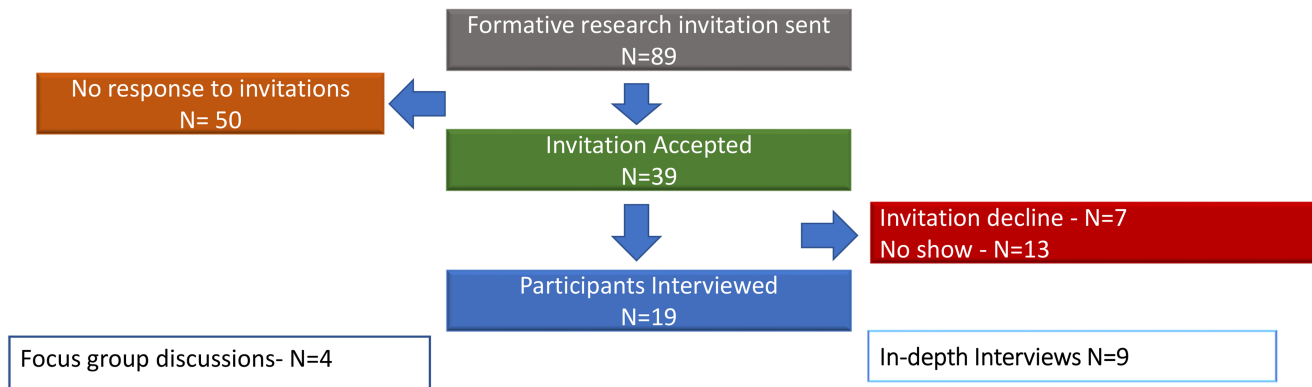 Formative research invitation sent
N=89
No response to invitations
N= 50
Invitation Accepted
N=39
Invitation decline - N=7
No show - N=13
Participants Interviewed
N=19
Focus group discussions- N=4
In-depth Interviews N=9